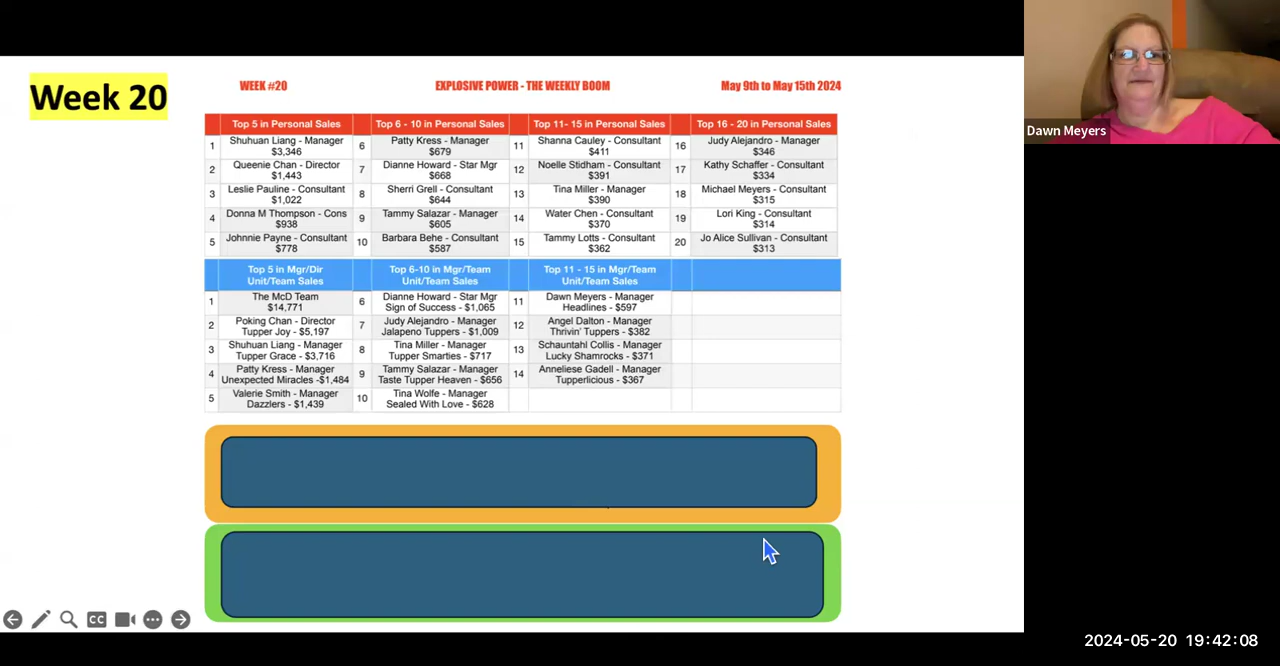 Week 20
WEEK #20 EXPLOSIVE POWER - THE WEEKLY BOOM May 9th to May 15th 2024
Top 5 in Personal Sales Top 6 - 10 in Personal Sales Top 11- 15 in Personal Sales Top 16 - 20 in Personal Sales
1 Shuhuan Liang - Manager 6 Patty Kress - Manager 11 Shanna Cauley - Consultant 16 Judy Alejandro - Manager
$3,346 $679 $411 $346
2 Queenie Chan - Director 7 Dianne Howard - Star Mgr 12 Noelle Stidham - Consultant 17 Kathy Schaffer - Consultant
$1,443 $668 $391 $334
3 Leslie Pauline - Consultant 8 Sherri Grell - Consultant 13 Tina Miller - Manager 18 Michael Meyers - Consultant
$1,022 $644 $390 $315
4 Donna M Thompson - Cons 9 Tammy Salazar - Manager 14 Water Chen - Consultant 19 Lori King - Consultant
$938 $605 $370 $314
5 Johnnie Payne - Consultant 10 Barbara Behe - Consultant 15 Tammy Lotts - Consultant 20 Jo Alice Sullivan - Consultant
$778 $587 $362 $313
Top 5 in Mgr/Dir Top 6-10 in Mgr/Team Top 11 - 15 in Mgr/Team
Unit/Team Sales Unit/Team Sales Unit/Team Sales
1 The McD Team 6 Dianne Howard - Star Mgr 11 Dawn Meyers - Manager
$14,771 Sign of Success - $1,065 Headlines - $597
2 Poking Chan - Director 7 Judy Alejandro - Manager 12 Angel Dalton - Manager
Tupper Joy - $5,197 Jalapeno Tuppers - $1,009 Thrivin' Tuppers - $382
3 Shuhuan Liang - Manager 8 Tina Miller - Manager 13 Schauntahl Collis - Manager
Tupper Grace - $3,716 Tupper Smarties - $717 Lucky Shamrocks - $371
4 Patty Kress - Manager 9 Tammy Salazar - Manager 14 Anneliese Gadell - Manager
Unexpected Miracles -$1,484 Taste Tupper Heaven - $656 Tupperlicious - $367
5 Valerie Smith - Manager 10 Tina Wolfe - Manager
Dazzlers - $1,439 Sealed With Love - $628
CC
Dawn Meyers
2024-05-20 19:42:08